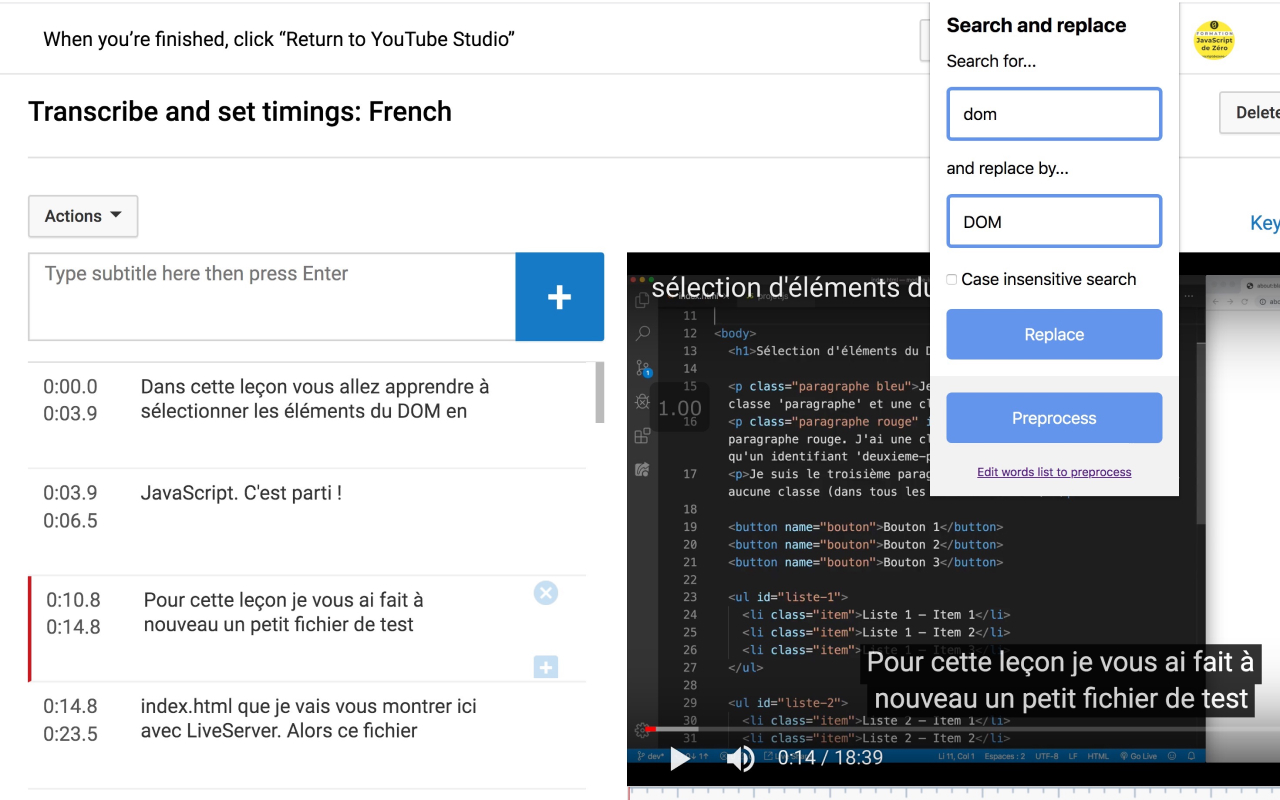 When you’re finished, click “Return to YouTube Studio”
FORMATION
JavaScript
de Zéro
Transcribe and set timings: French
Delete
Search and replace
Search for...
dom
and replace by...
DOM
Case insensitive search
Replace
Preprocess
Edit words list to preprocess
Actions
Key
Type subtitle here then press Enter
0:00.0
0:03.9
Dans cette leçon vous allez apprendre à
sélectionner les éléments du DOM en
0:03.9
0:06.5
JavaScript. C'est parti !
0:10.8
0:14.8
Pour cette leçon je vous ai fait à
nouveau un petit fichier de test
0:14.8
0:23.5
index.html que je vais vous montrer ici
avec LiveServer. Alors ce fichier
sélection d'éléments du
1.00
11
12 <body>
13 <h1>Sélection d'éléments du D
14
15 <p class="paragraphe bleu">Je
classe 'paragraphe' et une cl
16 <p class="paragraphe rouge" i
paragraphe rouge. J'ai une cl
qu'un identifiant 'deuxieme-p
17 <p>Je suis le troisième parag
aucune classe (dans tous les
18
19 <button name="bouton">Bouton 1</button>
20 <button name="bouton">Bouton 2</button>
21 <button name="bouton">Bouton 3</button>
22
23 <ul id="liste-1">
24 <li class="item">Liste 1 – Item 1</li>
25 <li class="item">Liste 1 – Item 2</li>
26 <li class="item">
27 </ul>
28
29 <ul id="liste-2">
30 <li class="item">Liste 2 – Item 1</li>
31 <li class="item">Liste 2 – Item 2</li>
Pour cette leçon je vous ai fait à
nouveau un petit fichier de test
dev*
Li 11, Col 1 Espaces : 2 UTF-8 LF HTML Go Live
0:14 / 18:39